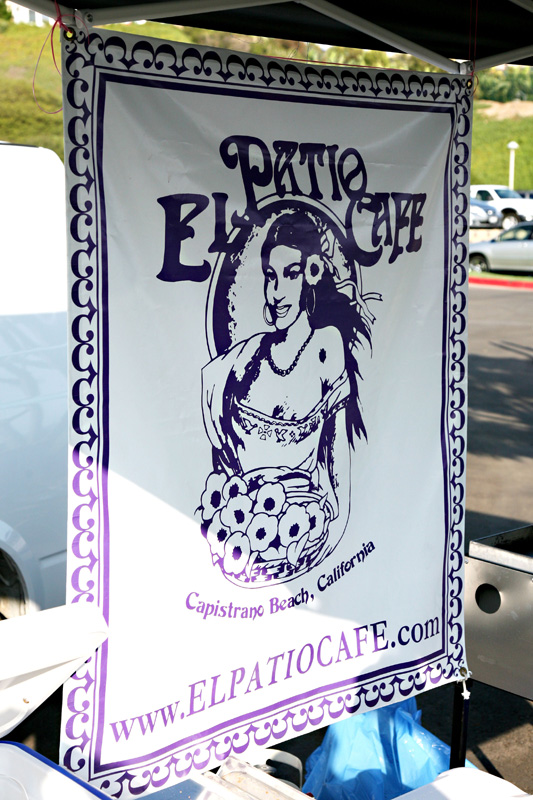 EL PATIO CAFE
Capistrano Beach, California
www.ELPATIOCAFE.com